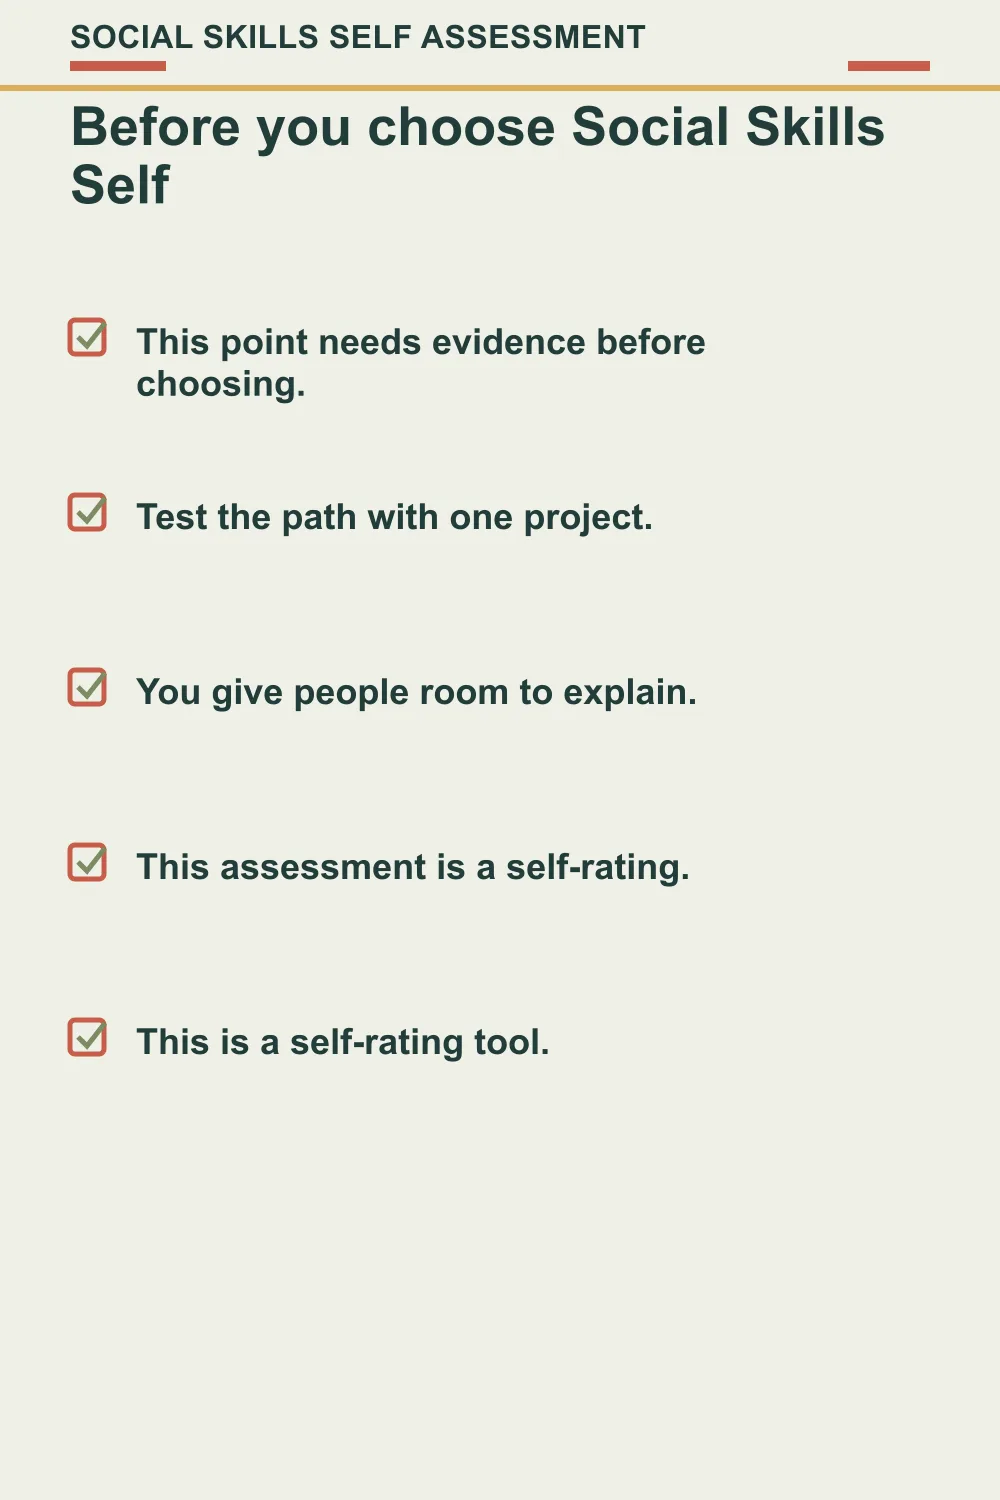 SOCIAL SKILLS SELF ASSESSMENT
Before you choose Social Skills
Self
This point needs evidence before
choosing.
Test the path with one project.
You give people room to explain.
This assessment is a self-rating.
This is a self-rating tool.